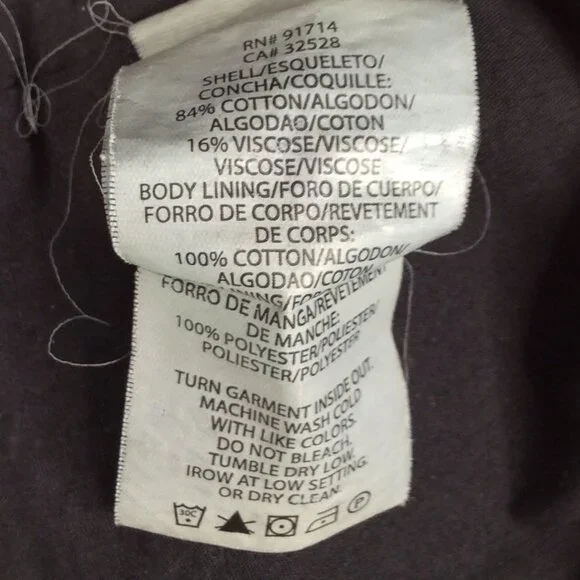 RN# 91714
CA# 32528
SHELL/ESQUELETO/
CONCHA/COQUILLE:
84% COTTON/ALGODON/
ALGODAO/COTON
16% VISCOSE/VISCOSE/
VISCOSE/VISCOSE
BODY LINING/FORO DE CUERPO/
FORRO DE CORPO/REVETEMENT
DE CORPS:
100% COTTON/ALGODON/
ALGODAO/COTON
FORRO DE MANGA/REVETEMENT
DE MANCHE:
100% POLYESTER/POLIESTER/
POLIESTER/POLYESTER
TURN GARMENT INSIDE OUT.
MACHINE WASH COLD
WITH LIKE COLORS.
DO NOT BLEACH.
TUMBLE DRY LOW.
IROW AT LOW SETTING.
OR DRY CLEAN.
30C P